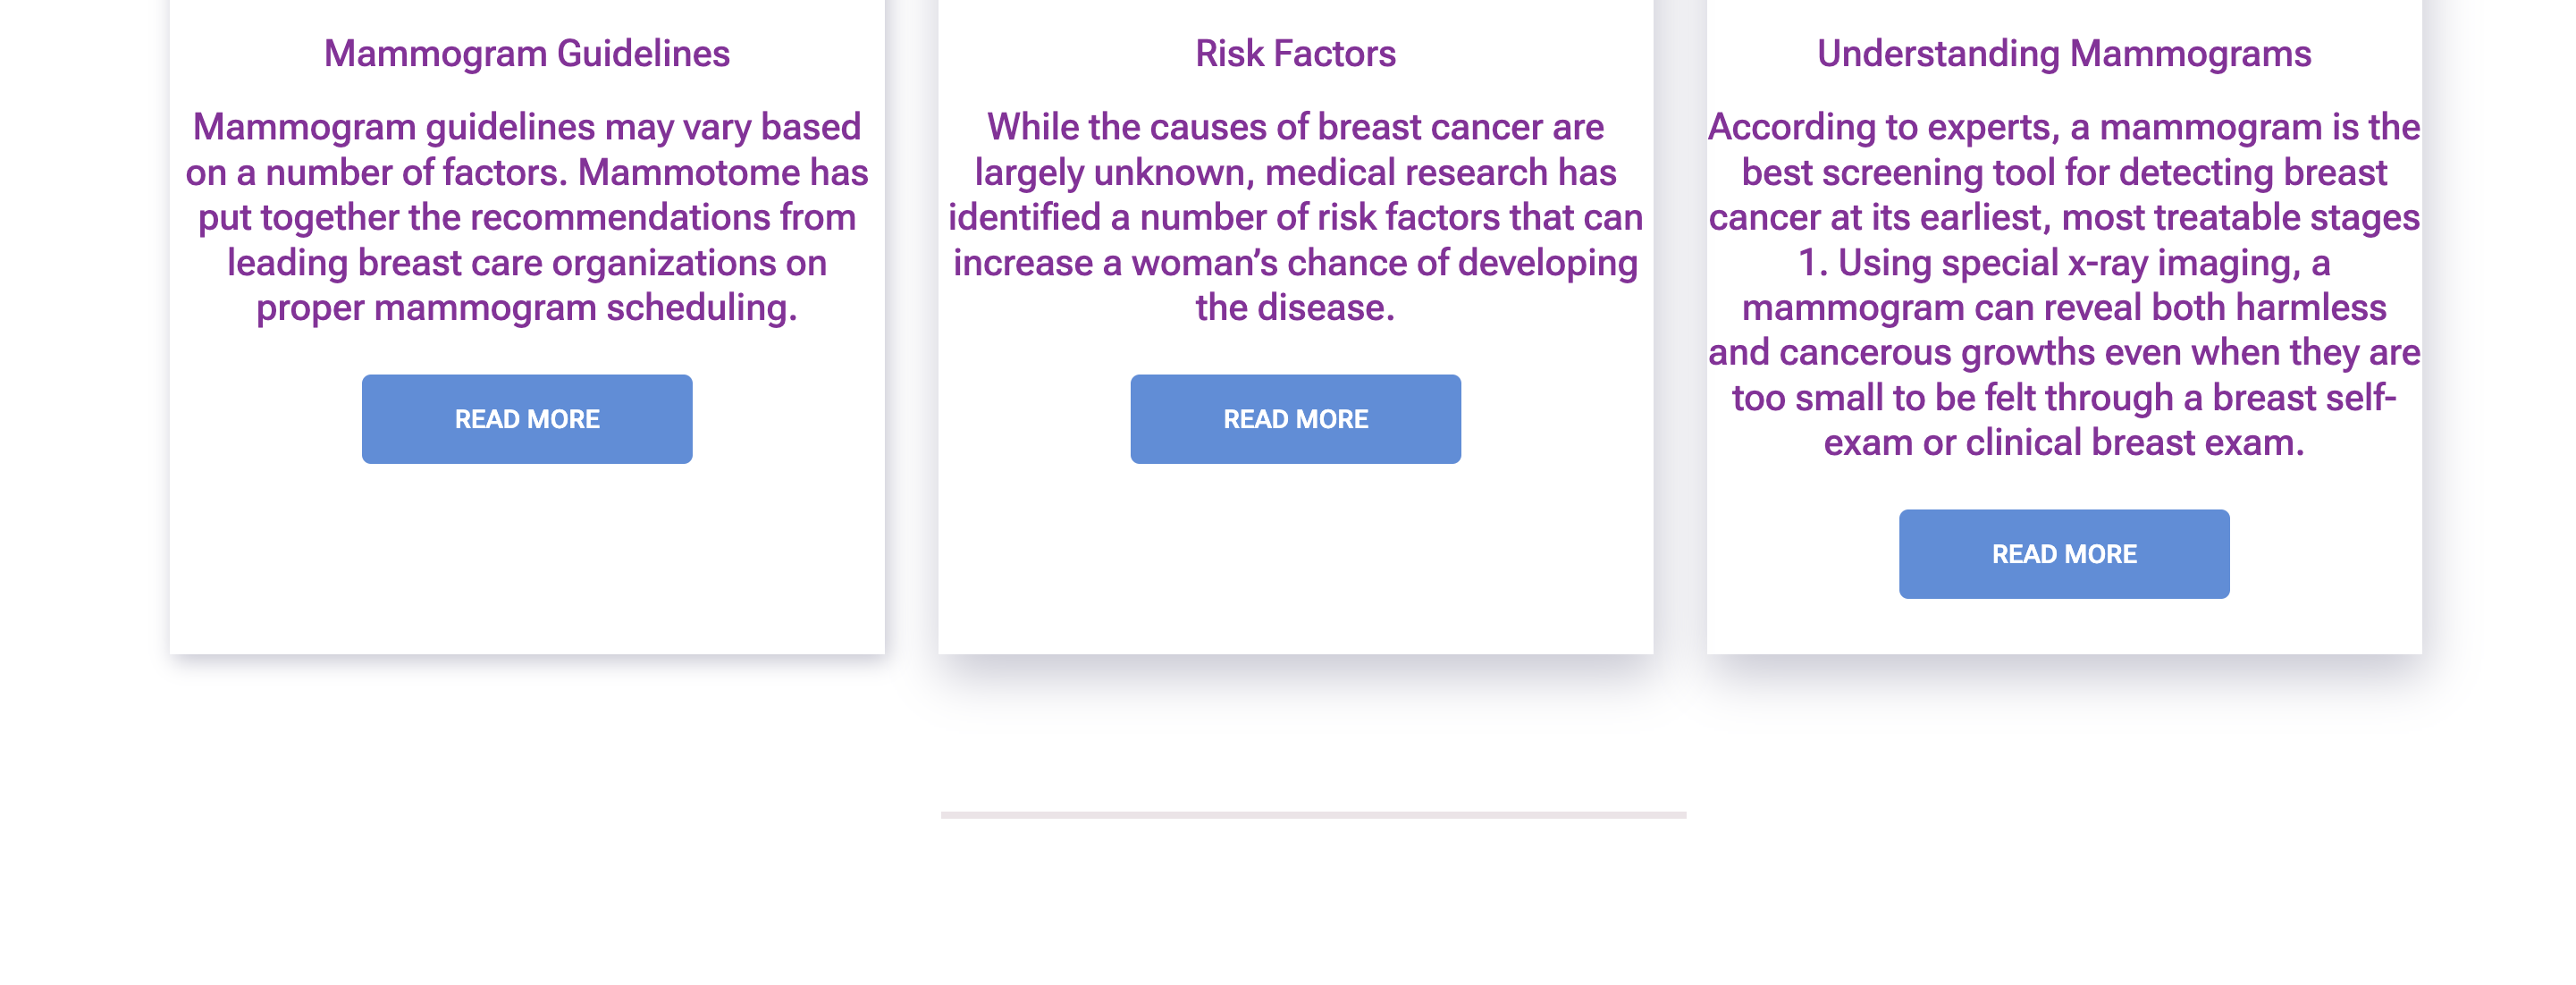 Mammogram Guidelines
Mammogram guidelines may vary based
on a number of factors. Mammotome has
put together the recommendations from
leading breast care organizations on
proper mammogram scheduling.
READ MORE
Risk Factors
While the causes of breast cancer are
largely unknown, medical research has
identified a number of risk factors that can
increase a woman’s chance of developing
the disease.
READ MORE
Understanding Mammograms
According to experts, a mammogram is the
best screening tool for detecting breast
cancer at its earliest, most treatable stages
1. Using special x-ray imaging, a
mammogram can reveal both harmless
and cancerous growths even when they are
too small to be felt through a breast self-
exam or clinical breast exam.
READ MORE